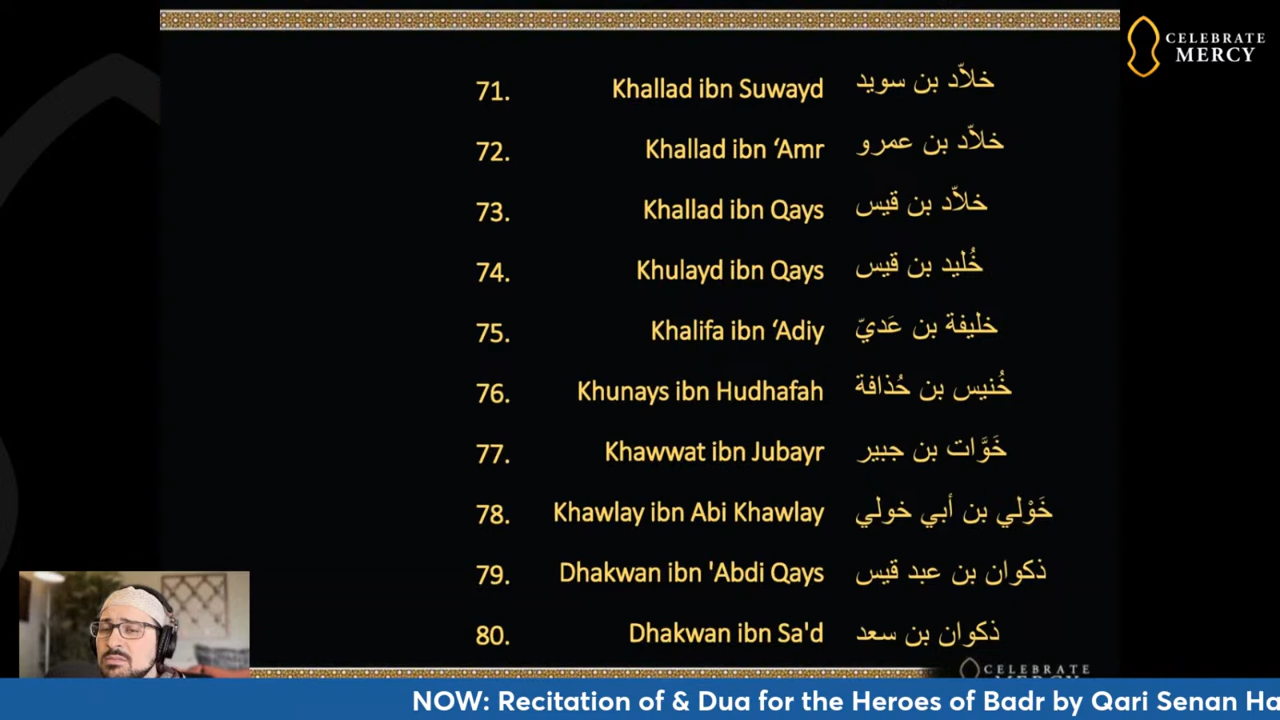 CELEBRATE
MERCY
71. Khallad ibn Suwayd خلاّد بن سويد
72. Khallad ibn ‘Amr خلاّد بن عمرو
73. Khallad ibn Qays خلاّد بن قيس
74. Khulayd ibn Qays خُليد بن قيس
75. Khalifa ibn ‘Adiy خليفة بن عَديّ
76. Khunays ibn Hudhafah خُنيس بن حُذافة
77. Khawwat ibn Jubayr خَوَّات بن جبير
78. Khawlay ibn Abi Khawlay خَوْلي بن أبي خولي
79. Dhakwan ibn 'Abdi Qays ذكوان بن عبد قيس
80. Dhakwan ibn Sa'd ذكوان بن سعد
CELEBRATE
MERCY
NOW: Recitation of & Dua for the Heroes of Badr by Qari Senan